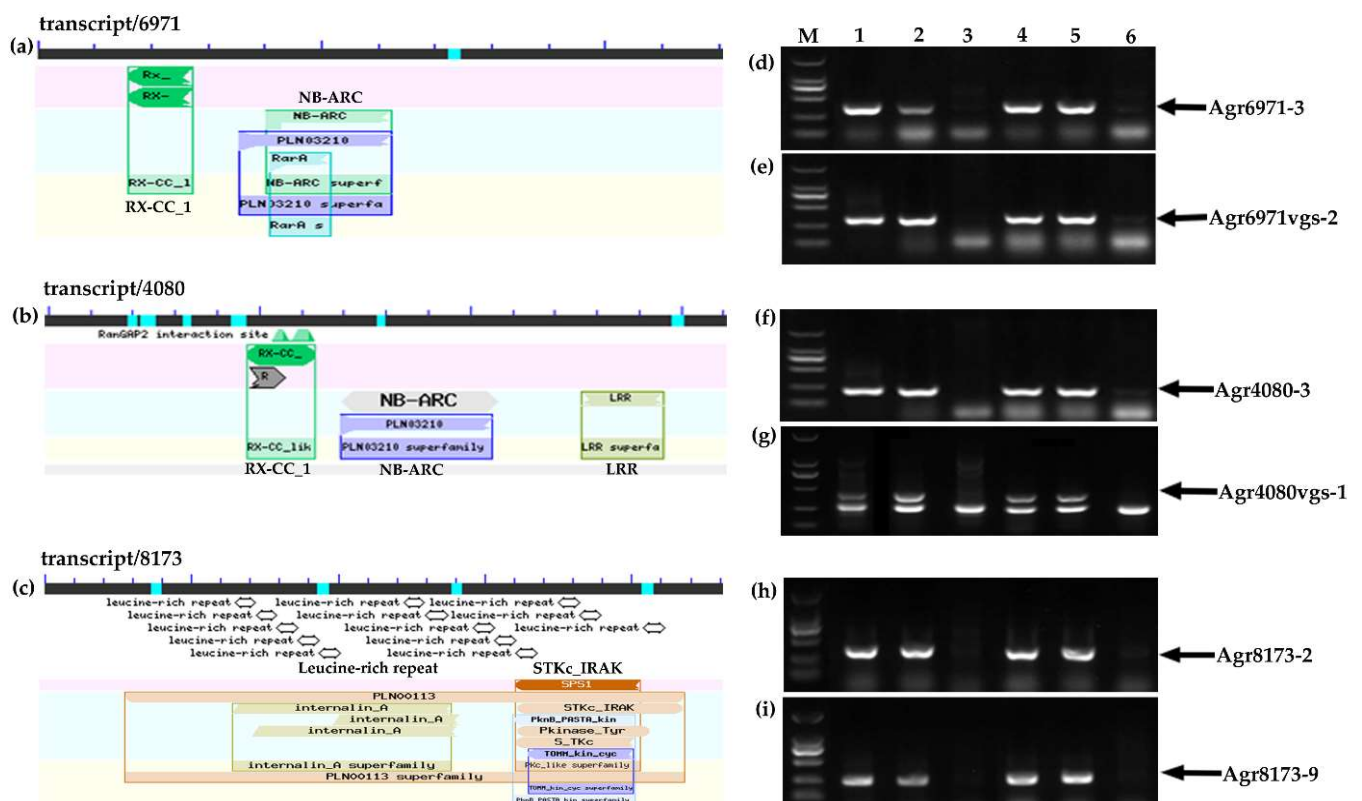 transcript/6971
(a)
Rx_
RX-
NB-ARC
NB-ARC
PLN03210
RarA
RX-CC_1
NB-ARC superf
PLN03210 superfa
RX-CC_1
RarA s
transcript/4080
(b)
RanGAP2 interaction site
RX-CC_
R
NB-ARC
LRR
PLN03210
RX-CC_lik
PLN03210 superfamily
LRR superfa
RX-CC_1
NB-ARC
LRR
transcript/8173
(c)
leucine-rich repeat leucine-rich repeat leucine-rich repeat
leucine-rich repeat leucine-rich repeat leucine-rich repeat
leucine-rich repeat leucine-rich repeat leucine-rich repeat
leucine-rich repeat leucine-rich repeat
leucine-rich repeat leucine-rich repeat
Leucine-rich repeat
STKc_IRAK
SPS1
PLN00113
internalin_A
STKc_IRAK
internalin_A
PknB_PASTA_kin
internalin_A
Pkinase_Tyr
S_TKc
TOMM_kin_cyc
internalin_A superfamily
PKc_like superfamily
PLN00113 superfamily
TOMM_kin_cyc superfamily
PknB_PASTA_kin superfamily
M 1 2 3 4 5 6
(d)
Agr6971-3
(e)
Agr6971vgs-2
(f)
Agr4080-3
(g)
Agr4080vgs-1
(h)
Agr8173-2
(i)
Agr8173-9